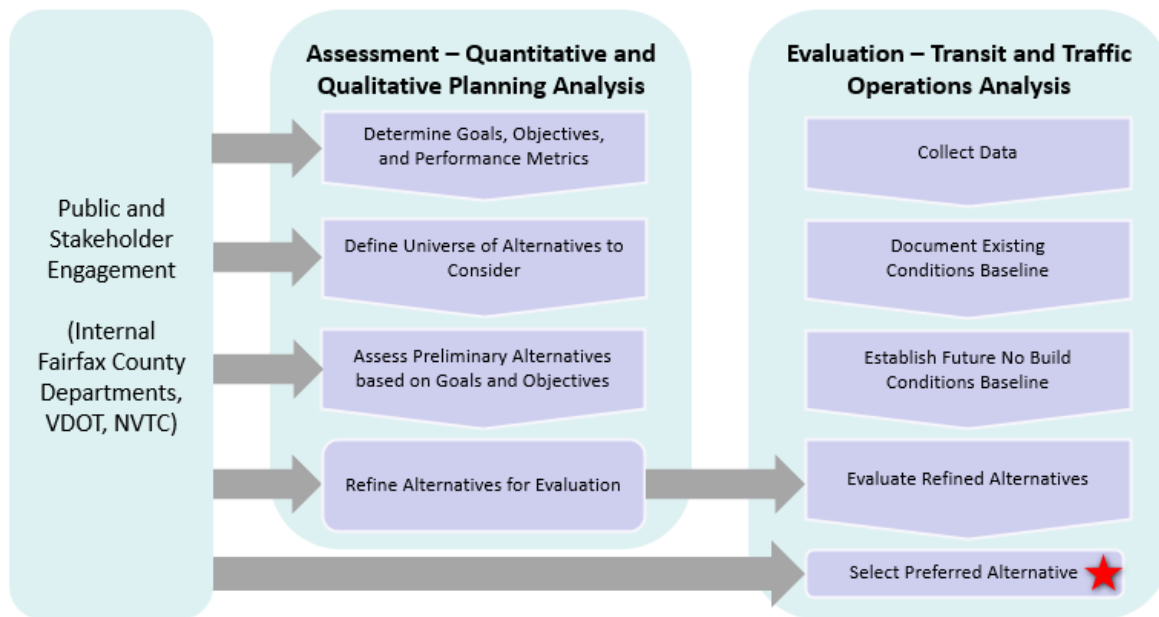 Public and
Stakeholder
Engagement
(Internal
Fairfax County
Departments,
VDOT, NVTC)
Assessment – Quantitative and
Qualitative Planning Analysis
Determine Goals, Objectives,
and Performance Metrics
Define Universe of Alternatives to
Consider
Assess Preliminary Alternatives
based on Goals and Objectives
Refine Alternatives for Evaluation
Evaluation – Transit and Traffic
Operations Analysis
Collect Data
Document Existing
Conditions Baseline
Establish Future No Build
Conditions Baseline
Evaluate Refined Alternatives
Select Preferred Alternative